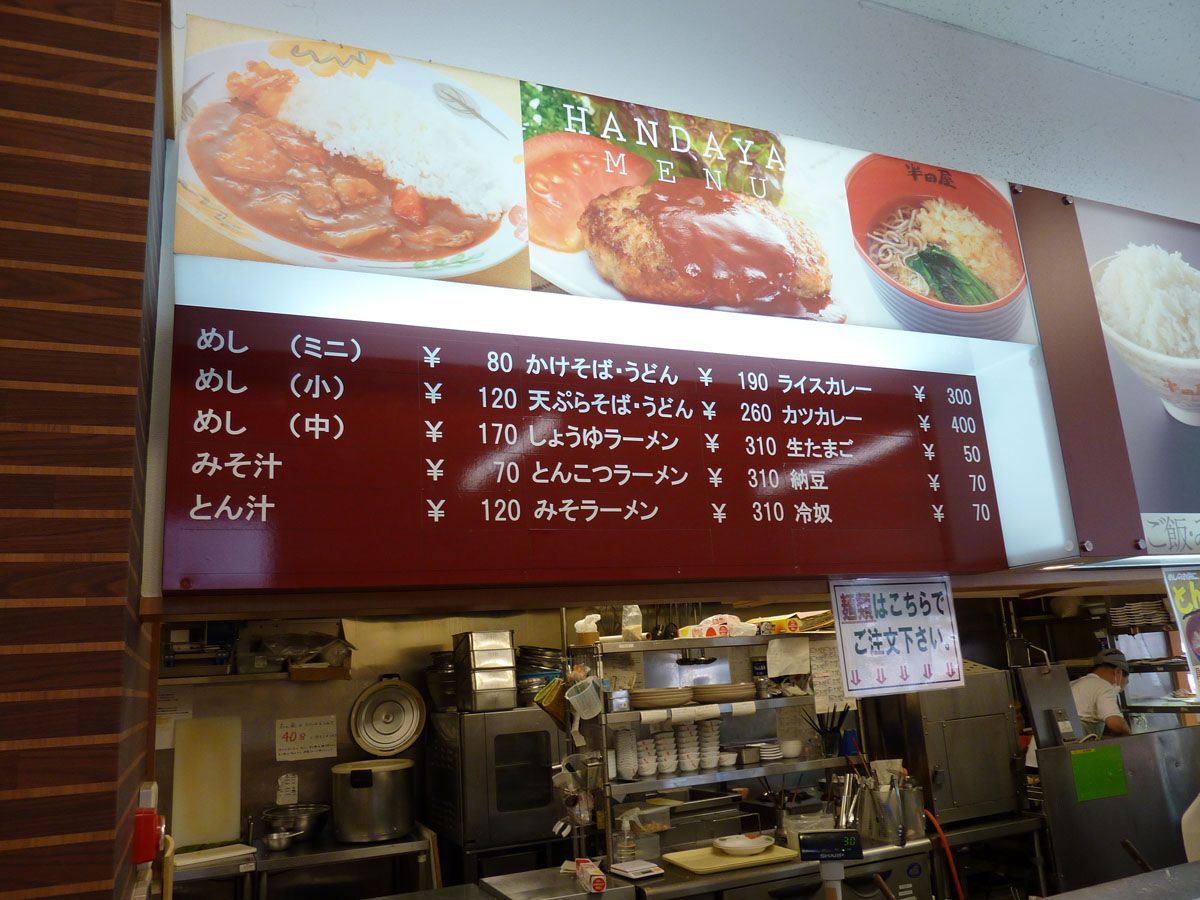 HANDAYA
MENU
半田屋
めし （ミニ） ¥ 80 かけそば・うどん ¥ 190 ライスカレー ¥ 300
めし （小） ¥ 120 天ぷらそば・うどん ¥ 260 カツカレー ¥ 400
めし （中） ¥ 170 しょうゆラーメン ¥ 310 生たまご ¥ 50
みそ汁 ¥ 70 とんこつラーメン ¥ 310 納豆 ¥ 70
とん汁 ¥ 120 みそラーメン ¥ 310 冷奴 ¥ 70
ご飯・
麺類はこちらで
ご注文下さい。
↓↓↓↓↓
とん
40g
SHARP